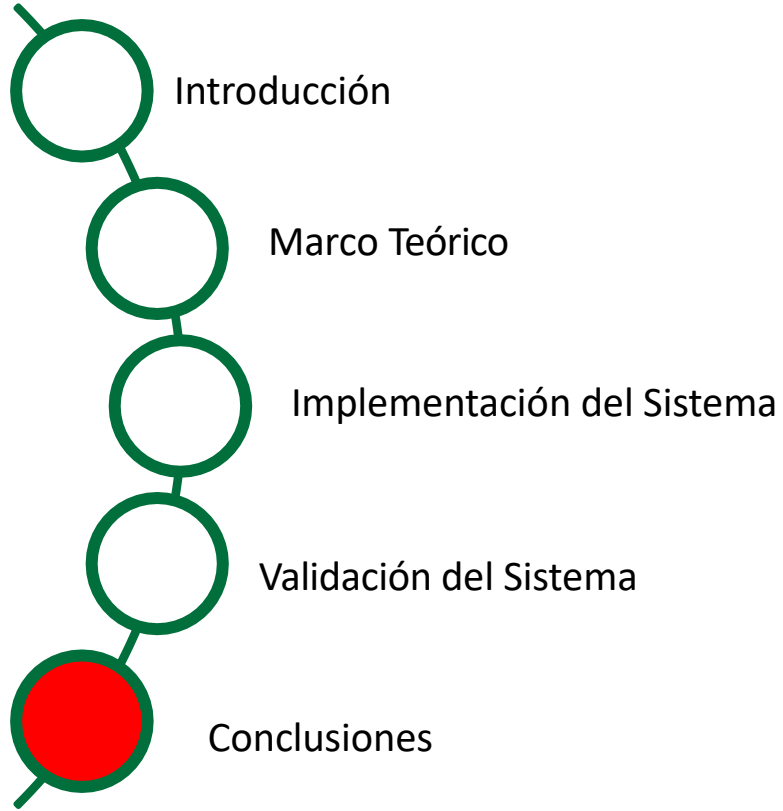 Introducción
Marco Teórico
Implementación del Sistema
Validación del Sistema
Conclusiones